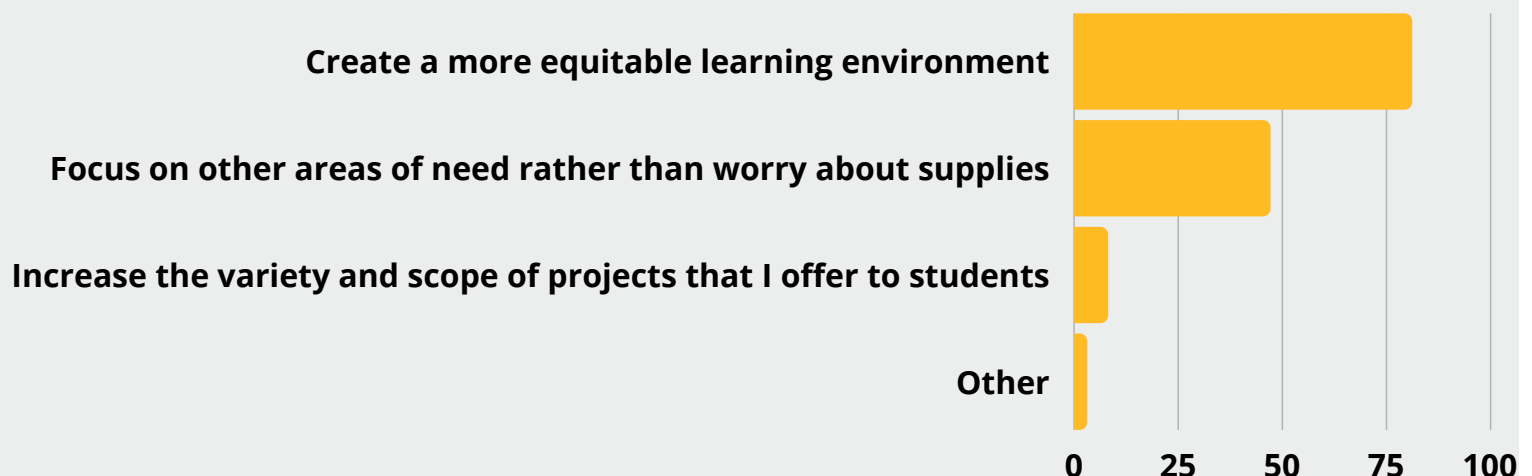 Create a more equitable learning environment
Focus on other areas of need rather than worry about supplies
Increase the variety and scope of projects that I offer to students
Other
0 25 50 75 100